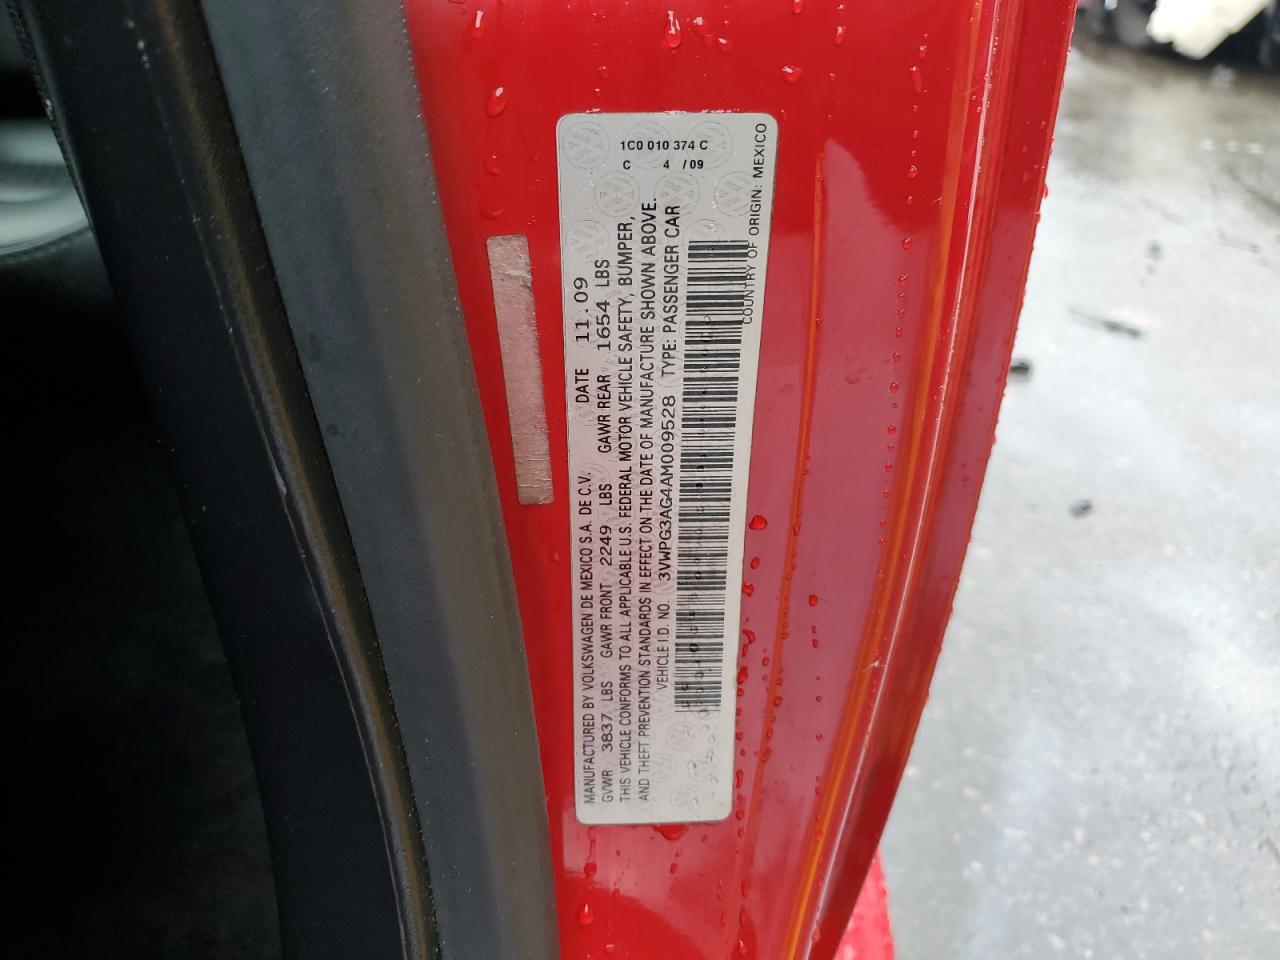 1C0 010 374 C
C 4 / 09
MANUFACTURED BY VOLKSWAGEN DE MEXICO S.A. DE C.V. DATE 11.09
GVWR 3837 LBS GAWR FRONT 2249 LBS GAWR REAR 1654 LBS
THIS VEHICLE CONFORMS TO ALL APPLICABLE U.S. FEDERAL MOTOR VEHICLE SAFETY, BUMPER,
AND THEFT PREVENTION STANDARDS IN EFFECT ON THE DATE OF MANUFACTURE SHOWN ABOVE.
VEHICLE I.D. NO. 3VWPG3AG4AM009528 TYPE: PASSENGER CAR
COUNTRY OF ORIGIN: MEXICO